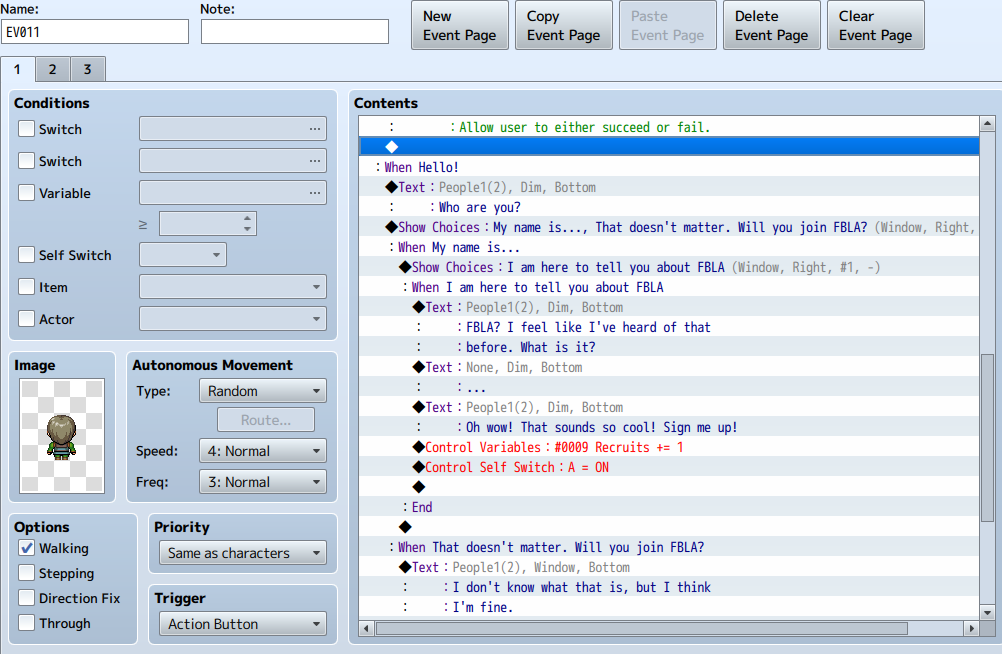 Name:
Note:
EV011
New
Event Page
Copy
Event Page
Paste
Event Page
Delete
Event Page
Clear
Event Page
1
2
3
Conditions
Switch
...
Switch
...
Variable
...
≥
Self Switch
Item
Actor
Image
Autonomous Movement
Type:
Random
Route...
Speed:
4: Normal
Freq:
3: Normal
Options
Walking
Stepping
Direction Fix
Through
Priority
Same as characters
Trigger
Action Button
Contents
:        :Allow user to either succeed or fail.
◆
:When Hello!
◆Text:People1(2), Dim, Bottom
:    :Who are you?
◆Show Choices:My name is..., That doesn't matter. Will you join FBLA? (Window, Right,
:When My name is...
◆Show Choices:I am here to tell you about FBLA (Window, Right, #1, -)
:When I am here to tell you about FBLA
◆Text:People1(2), Dim, Bottom
:    :FBLA? I feel like I've heard of that
:    :before. What is it?
◆Text:None, Dim, Bottom
:    :...
◆Text:People1(2), Dim, Bottom
:    :Oh wow! That sounds so cool! Sign me up!
◆Control Variables:#0009 Recruits += 1
◆Control Self Switch:A = ON
◆
:End
◆
:When That doesn't matter. Will you join FBLA?
◆Text:People1(2), Window, Bottom
:    :I don't know what that is, but I think
:    :I'm fine.